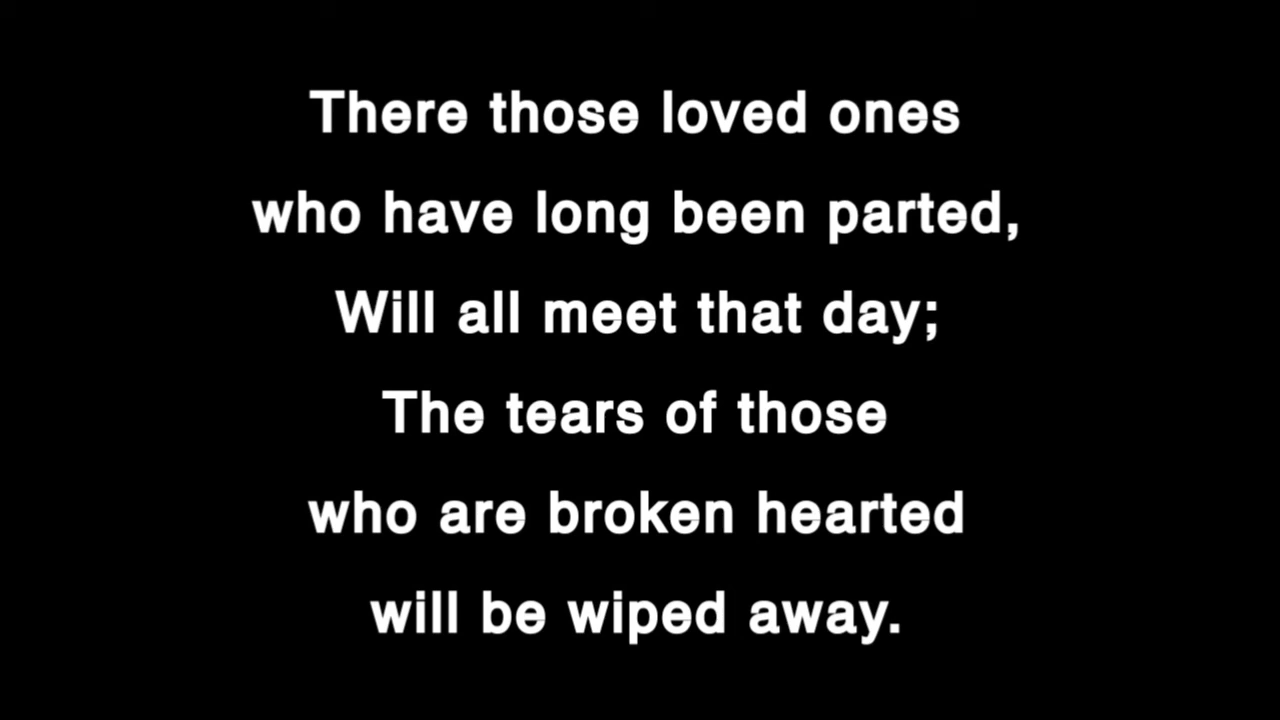 There those loved ones
who have long been parted,
Will all meet that day;
The tears of those
who are broken hearted
will be wiped away.